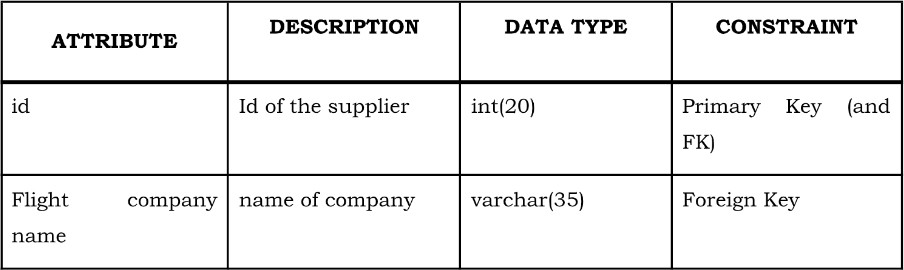 ATTRIBUTE DESCRIPTION DATA TYPE CONSTRAINT
id Id of the supplier int(20) Primary Key (and
FK)
Flight company name of company varchar(35) Foreign Key
name